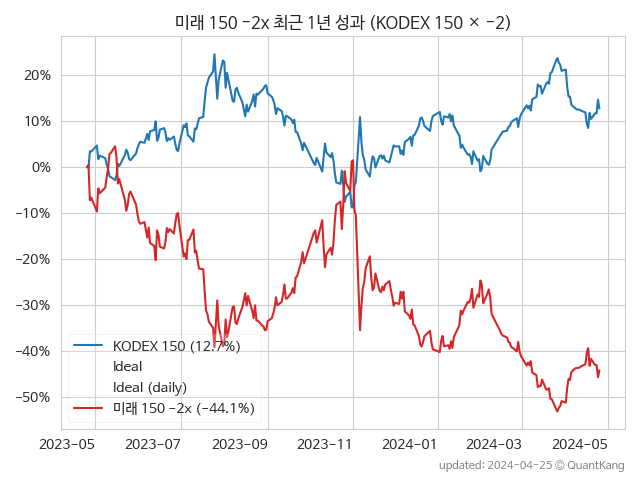 미래 150 −2x 최근 1년 성과 (KODEX 150 × −2)
20%
10%
0%
−10%
−20%
−30%
−40%
−50%
KODEX 150 (12.7%)
Ideal
Ideal (daily)
미래 150 −2x (−44.1%)
2023-05
2023-07
2023-09
2023-11
2024-01
2024-03
2024-05
updated: 2024-04-25 © QuantKang